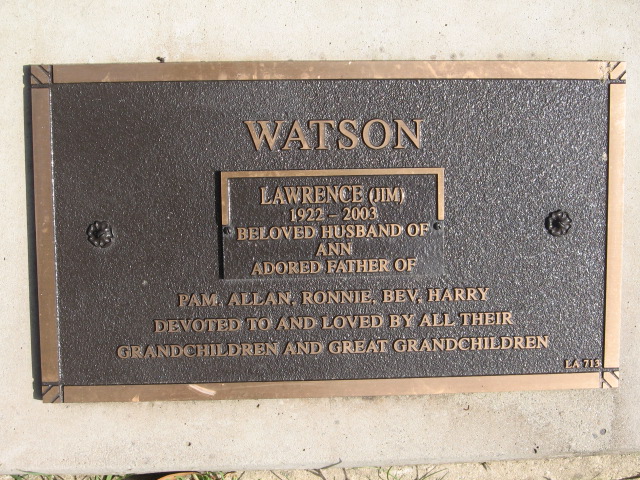 WATSON
LAWRENCE (JIM)
1922 - 2003
BELOVED HUSBAND OF
ANN
ADORED FATHER OF
PAM, ALLAN, RONNIE, BEV, HARRY
DEVOTED TO AND LOVED BY ALL THEIR
GRANDCHILDREN AND GREAT GRANDCHILDREN
LA 713